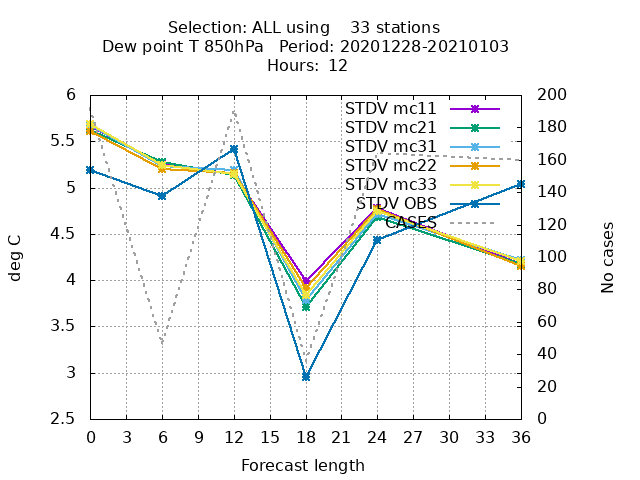 Selection: ALL using 33 stations
Dew point T 850hPa Period: 20201228-20210103
Hours: 12
STDV mc11
STDV mc21
STDV mc31
STDV mc22
STDV mc33
STDV OBS
CASES
6
5.5
5
4.5
4
3.5
3
2.5
deg C
200
180
160
140
120
100
80
60
40
20
0
No cases
0 3 6 9 12 15 18 21 24 27 30 33 36
Forecast length